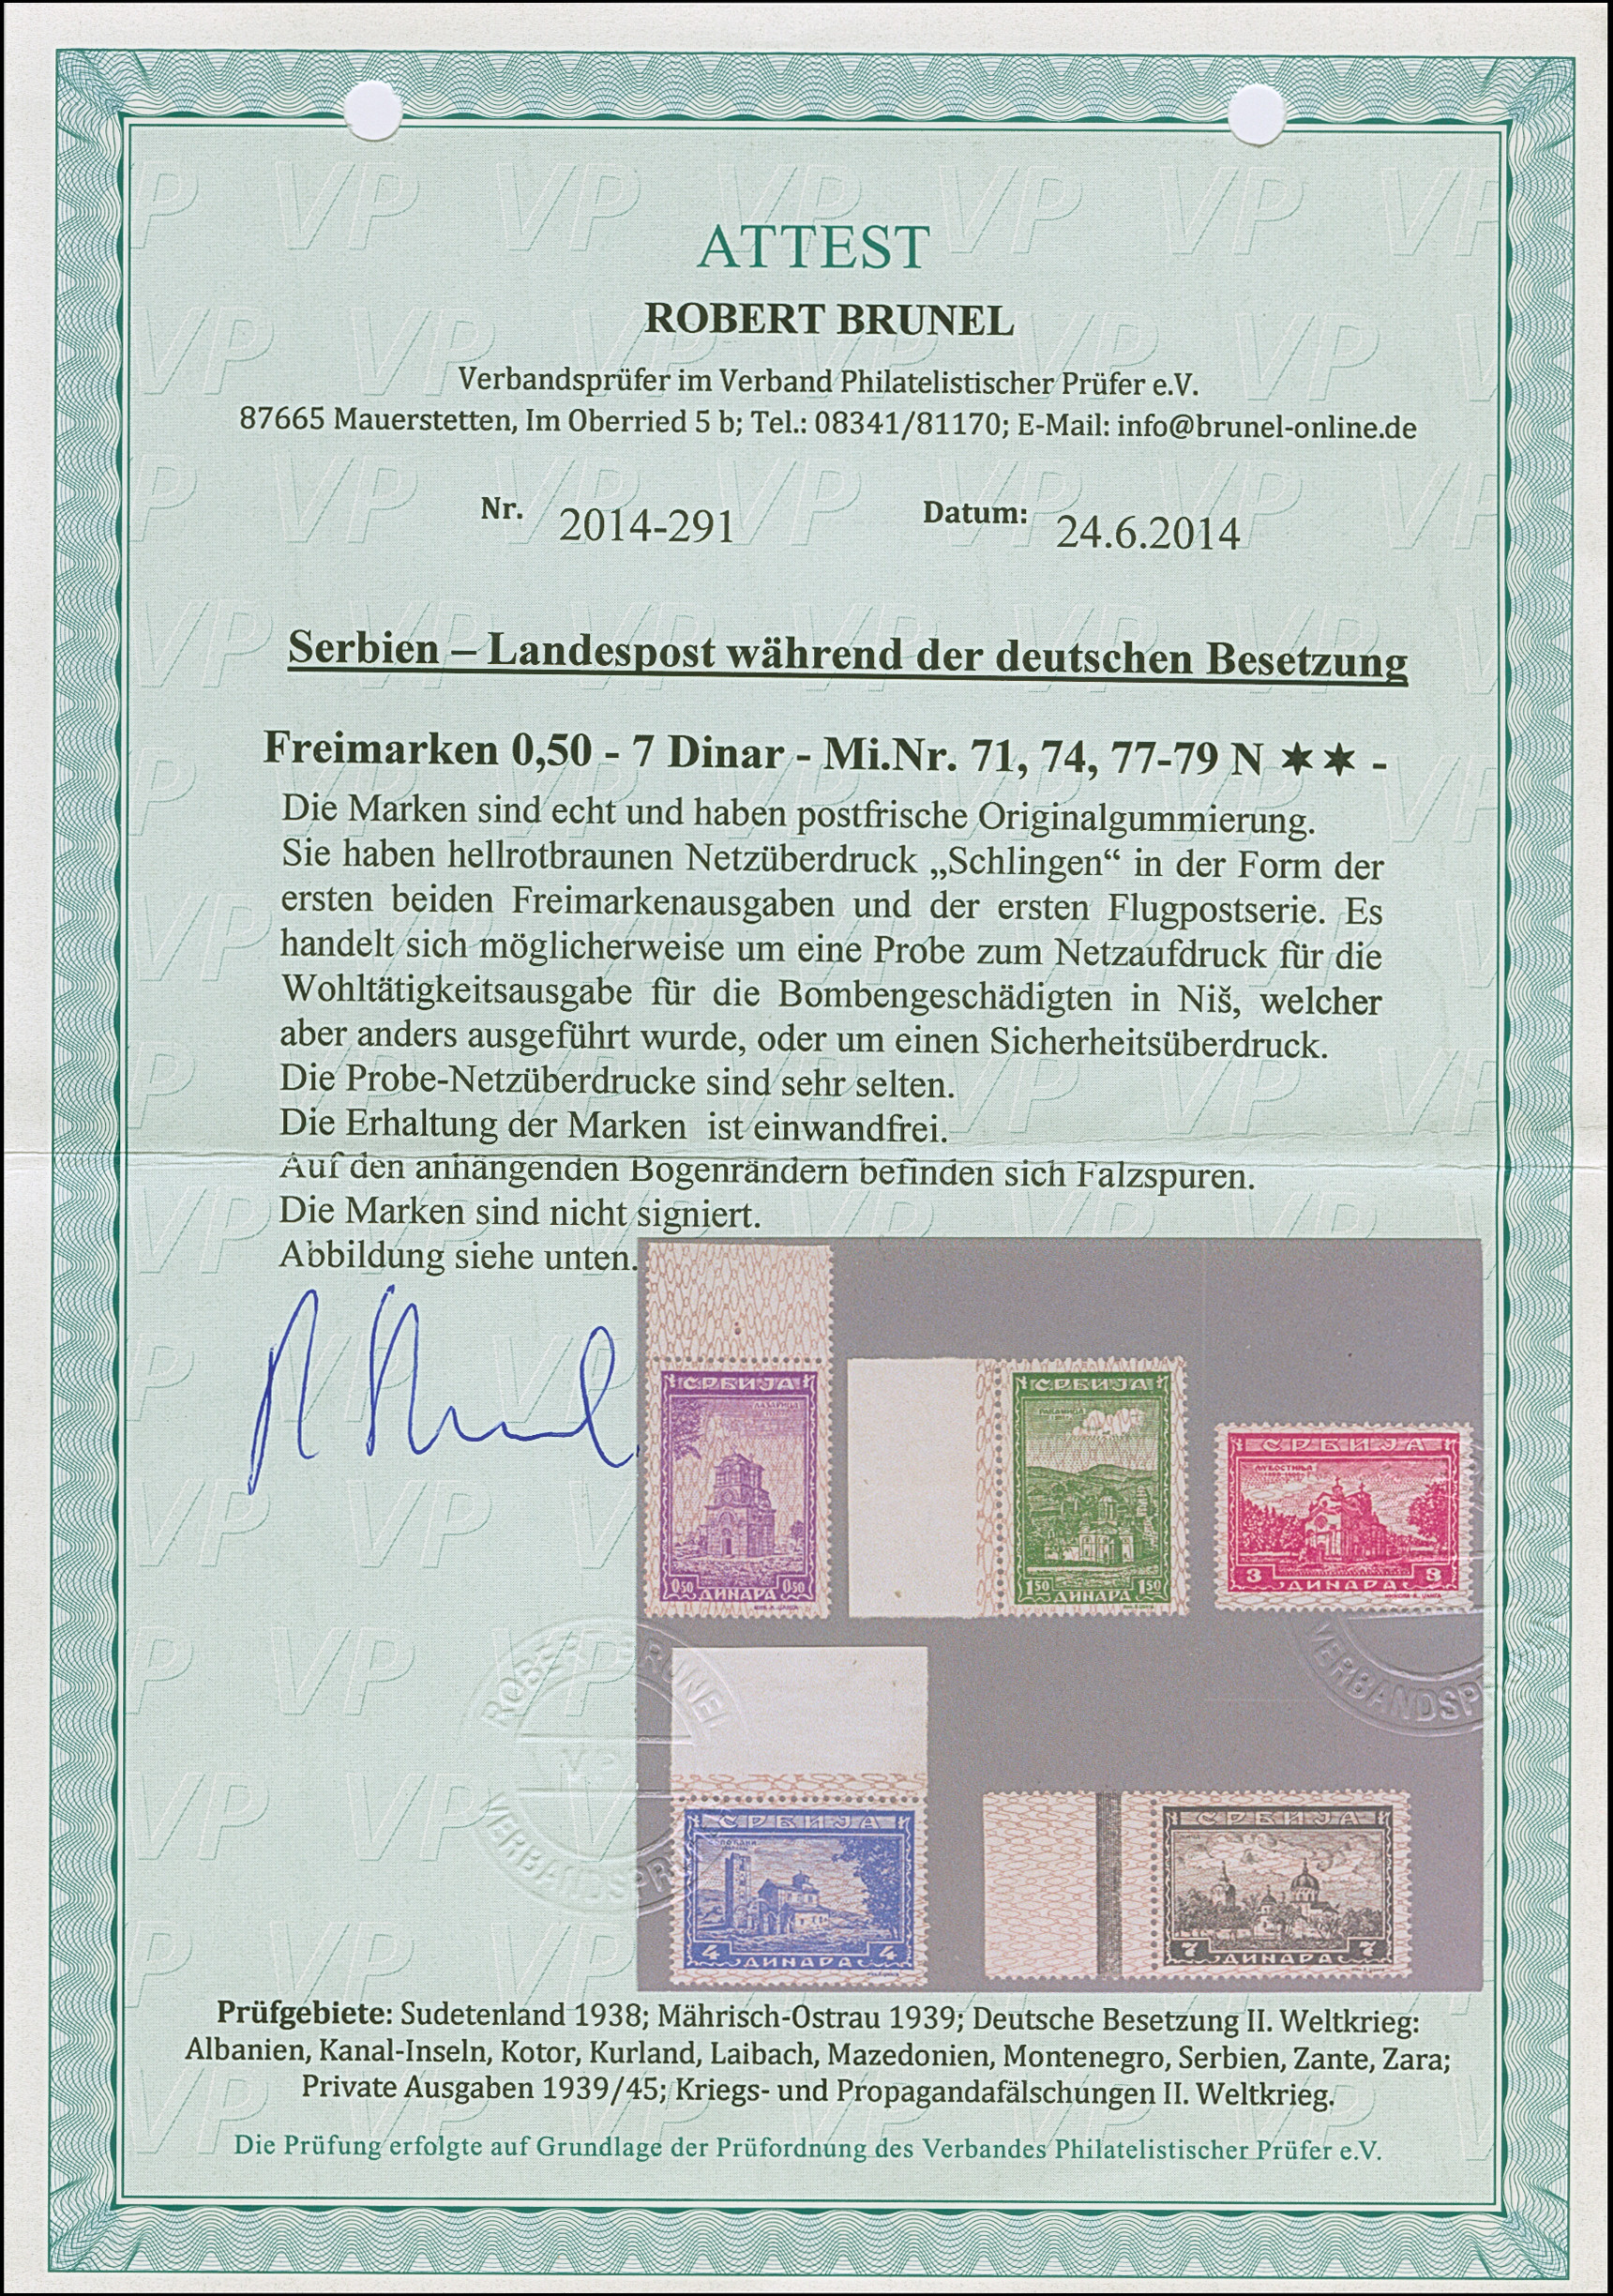 ATTEST
ROBERT BRUNEL
Verbandsprüfer im Verband Philatelistischer Prüfer e.V.
87665 Mauerstetten, Im Oberried 5 b; Tel.: 08341/81170; E-Mail: info@brunel-online.de
Nr. 2014-291 Datum: 24.6.2014
Serbien – Landespost während der deutschen Besetzung
Freimarken 0,50 - 7 Dinar - Mi.Nr. 71, 74, 77-79 N ✶✶ -
Die Marken sind echt und haben postfrische Originalgummierung.
Sie haben hellrotbraunen Netzüberdruck „Schlingen“ in der Form der
ersten beiden Freimarkenausgaben und der ersten Flugpostserie. Es
handelt sich möglicherweise um eine Probe zum Netzaufdruck für die
Wohltätigkeitsausgabe für die Bombengeschädigten in Niš, welcher
aber anders ausgeführt wurde, oder um einen Sicherheitsüberdruck.
Die Probe-Netzüberdrucke sind sehr selten.
Die Erhaltung der Marken ist einwandfrei.
Auf den anhängenden Bogenrändern befinden sich Falzspuren.
Die Marken sind nicht signiert.
Abbildung siehe unten.
СРБИЈА
ЛАЗАРИЦА
050 ДИНАРА 050
СРБИЈА
150 ДИНАРА 150
СРБИЈА
ЉУБОСТИЊА
3 ДИНАРА 3
ROBERT BRUNEL
VP
VERBANDSPR
VERBANDSP
СРБИЈА
4 ДИНАРА 4
СРБИЈА
7 ДИНАРА 7
Prüfgebiete: Sudetenland 1938; Mährisch-Ostrau 1939; Deutsche Besetzung II. Weltkrieg:
Albanien, Kanal-Inseln, Kotor, Kurland, Laibach, Mazedonien, Montenegro, Serbien, Zante, Zara;
Private Ausgaben 1939/45; Kriegs- und Propagandafälschungen II. Weltkrieg.
Die Prüfung erfolgte auf Grundlage der Prüfordnung des Verbandes Philatelistischer Prüfer e.V.